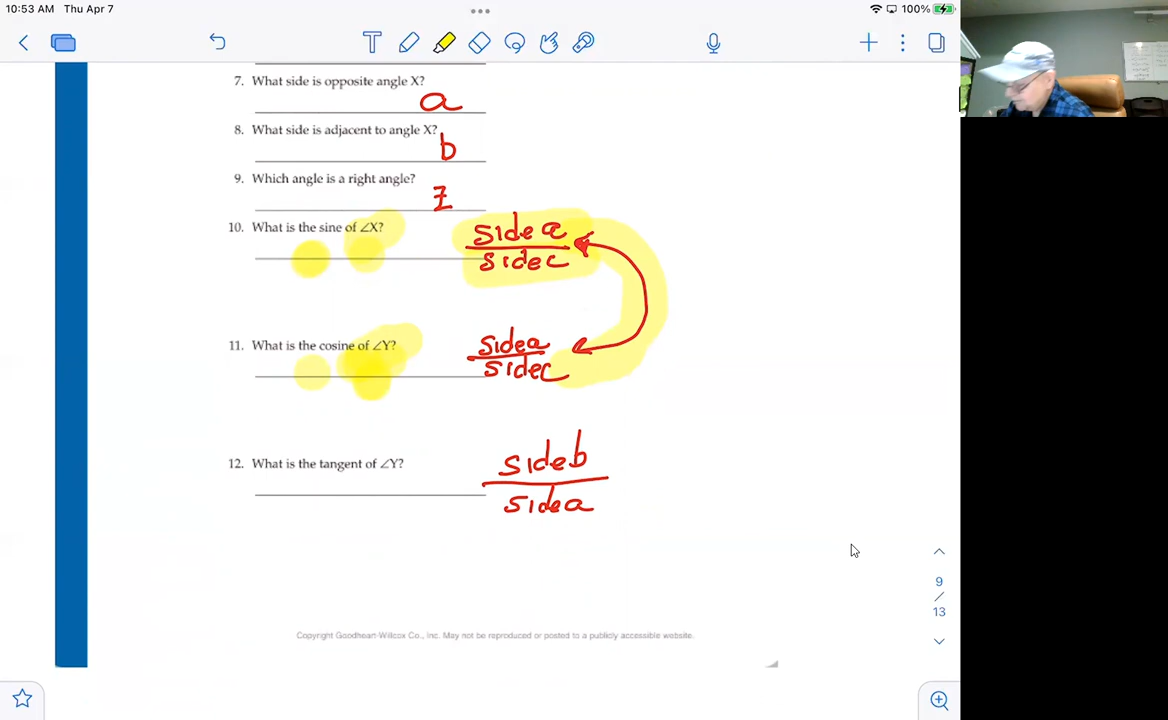 10:53 AM Thu Apr 7
100%
7. What side is opposite angle X?
a
8. What side is adjacent to angle X?
b
9. Which angle is a right angle?
Z
10. What is the sine of ∠X?
side a
side c
11. What is the cosine of ∠Y?
side a
side c
12. What is the tangent of ∠Y?
side b
side a
9
/
13
Copyright Goodheart-Willcox Co., Inc. May not be reproduced or posted to a publicly accessible website.